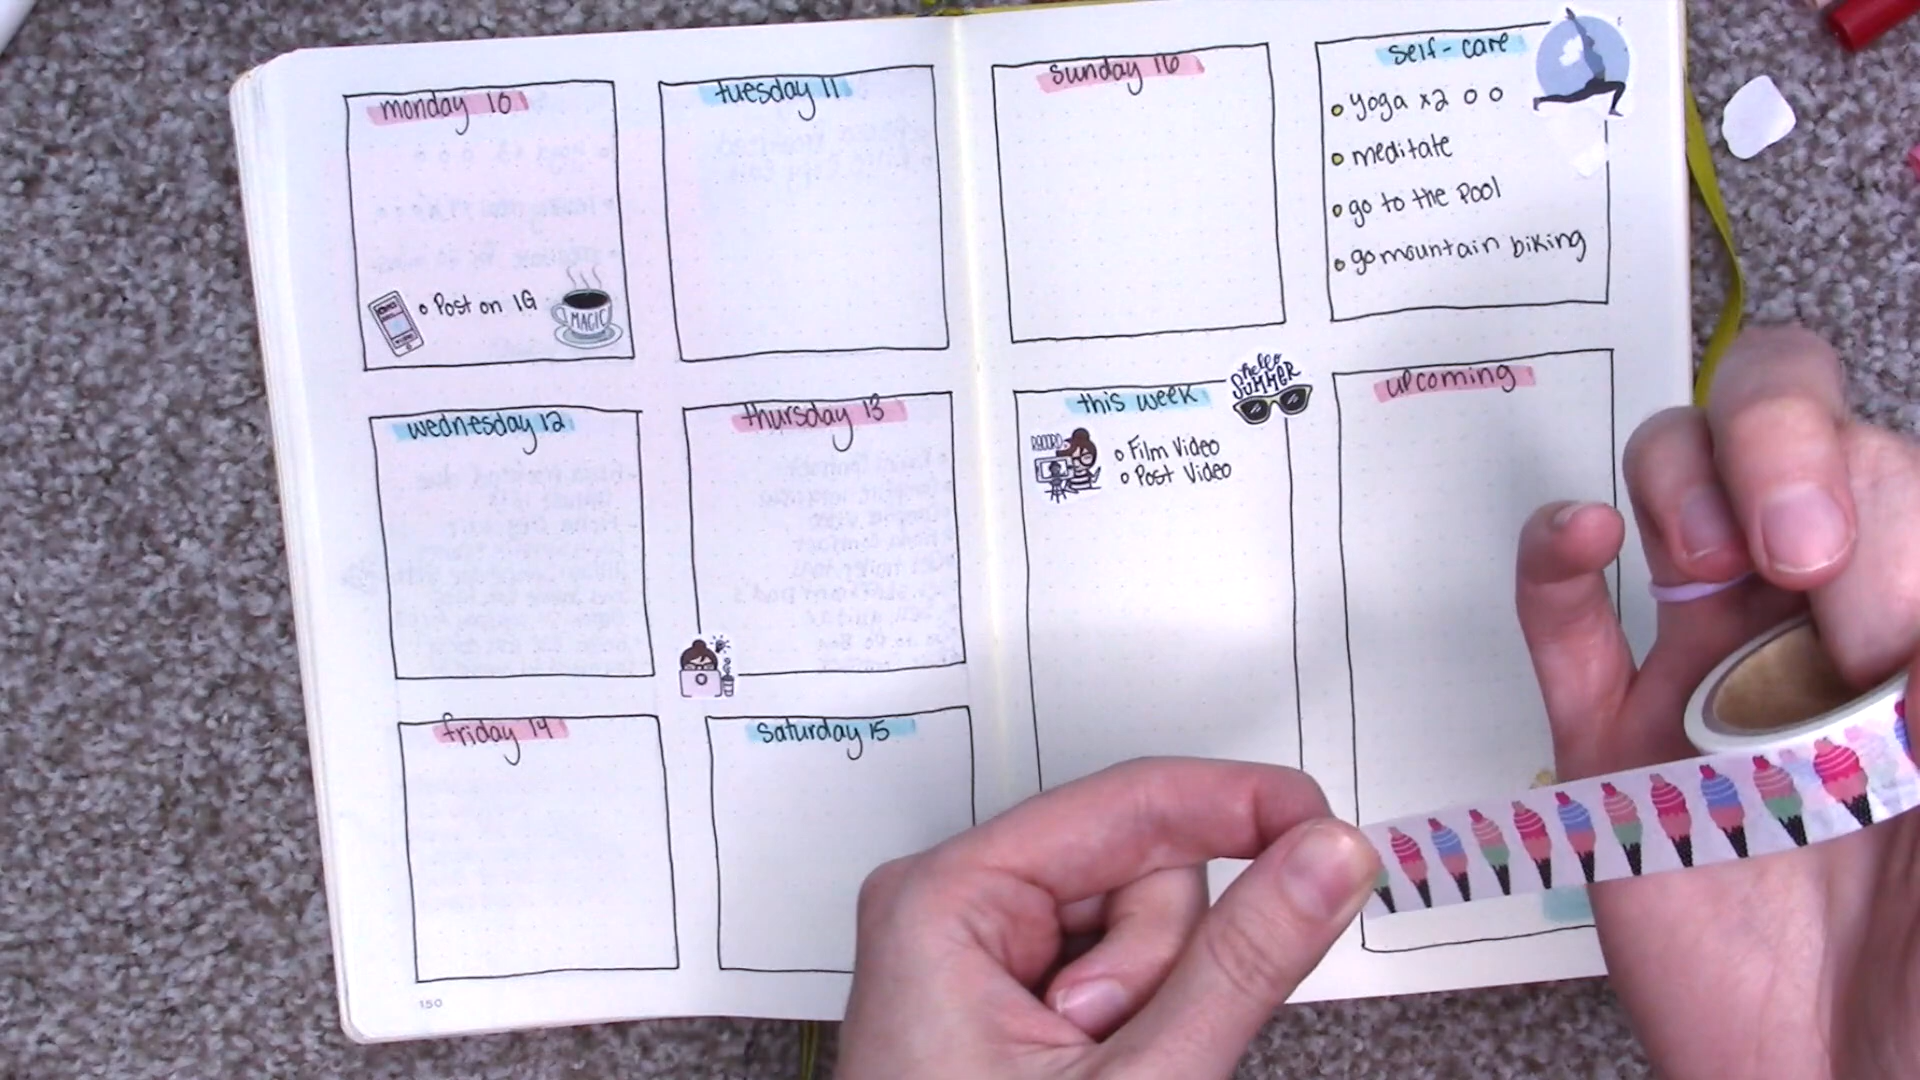 monday 10
Post on IG
MAGIC
tuesday 11
wednesday 12
thursday 13
friday 14
saturday 15
150
sunday 16
self-care
yoga x2
meditate
go to the Pool
go mountain biking
this week
hello
SUMMER
RECORD
Film Video
Post Video
upcoming